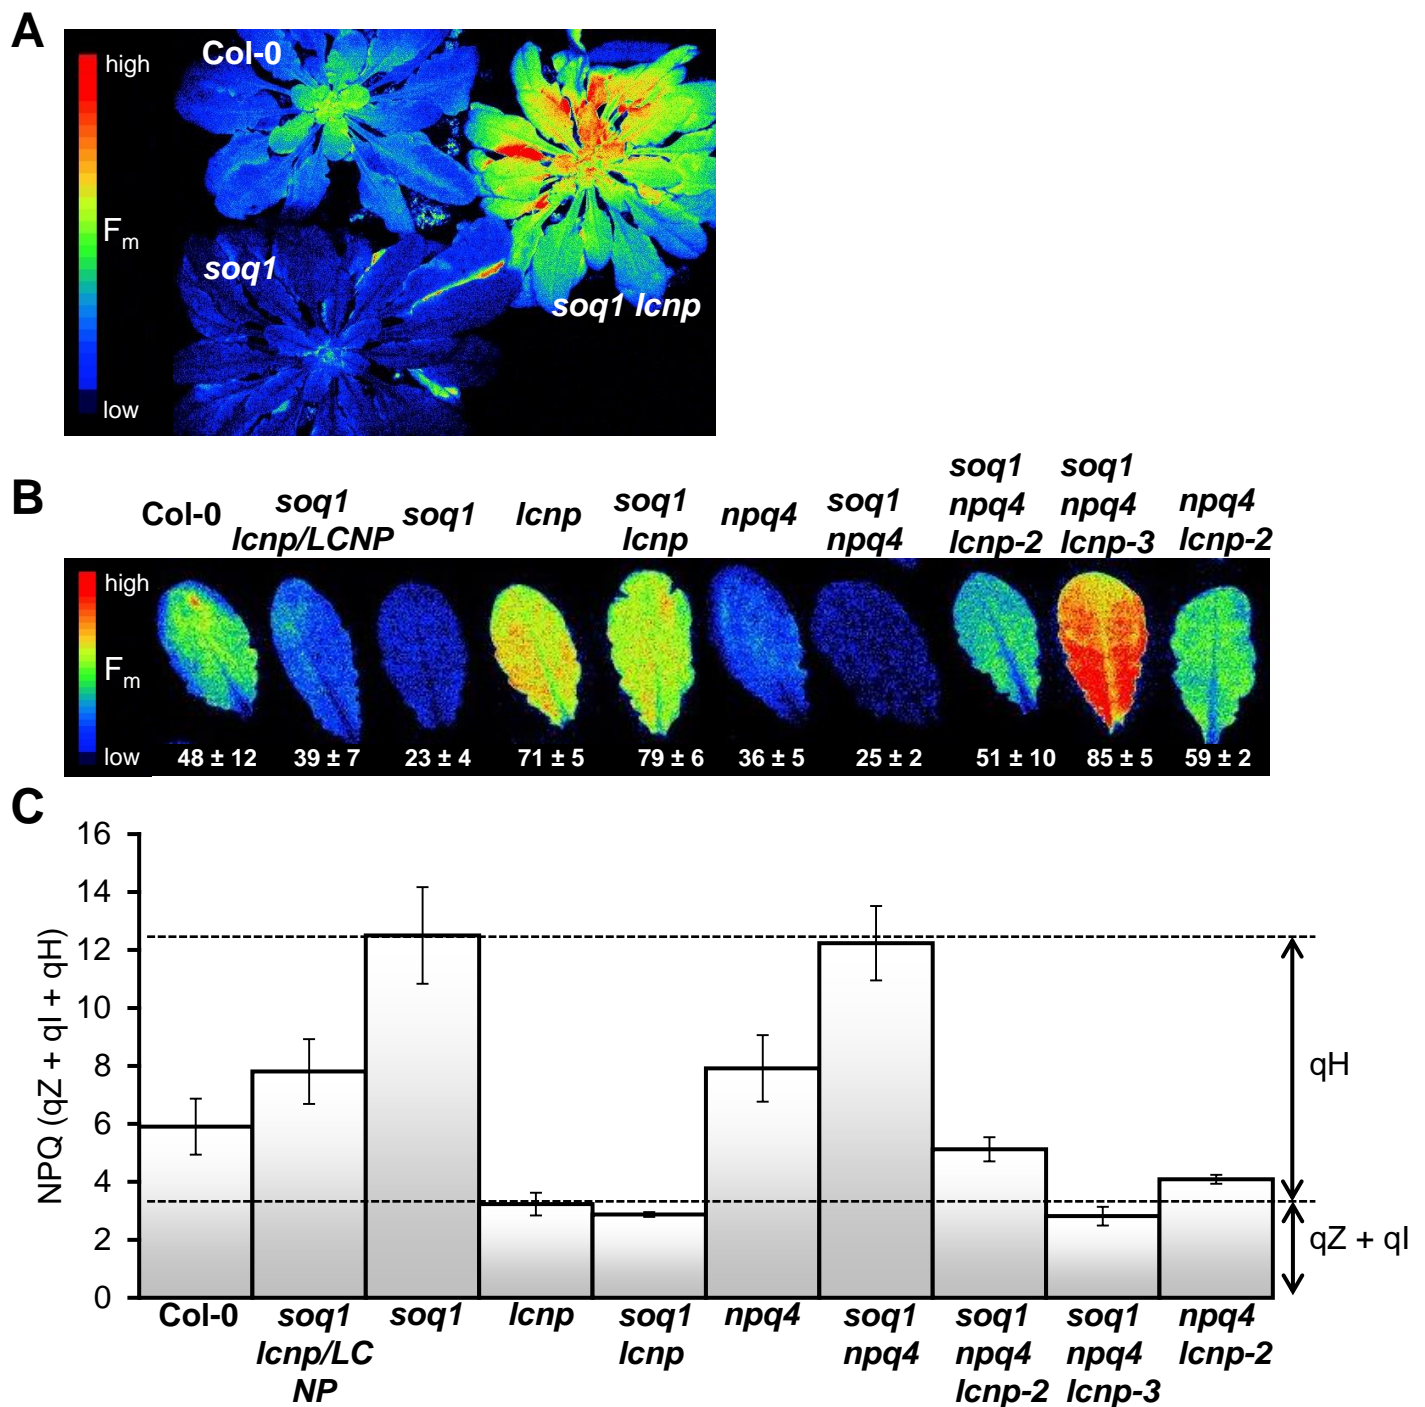 A
Col-0
high
Fm
soq1
soq1 lcnp
low
B
Col-0
soq1
lcnp/LCNP
soq1
lcnp
soq1
lcnp
npq4
soq1
npq4
soq1
npq4
lcnp-2
soq1
npq4
lcnp-3
npq4
lcnp-2
high
Fm
low
48 ± 12 39 ± 7 23 ± 4 71 ± 5 79 ± 6 36 ± 5 25 ± 2 51 ± 10 85 ± 5 59 ± 2
C
NPQ (qZ + qI + qH)
16
14
12
10
8
6
4
2
0
qH
qZ + qI
Col-0
soq1
lcnp/LC
NP
soq1
lcnp
soq1
lcnp
npq4
soq1
npq4
soq1
npq4
lcnp-2
soq1
npq4
lcnp-3
npq4
lcnp-2